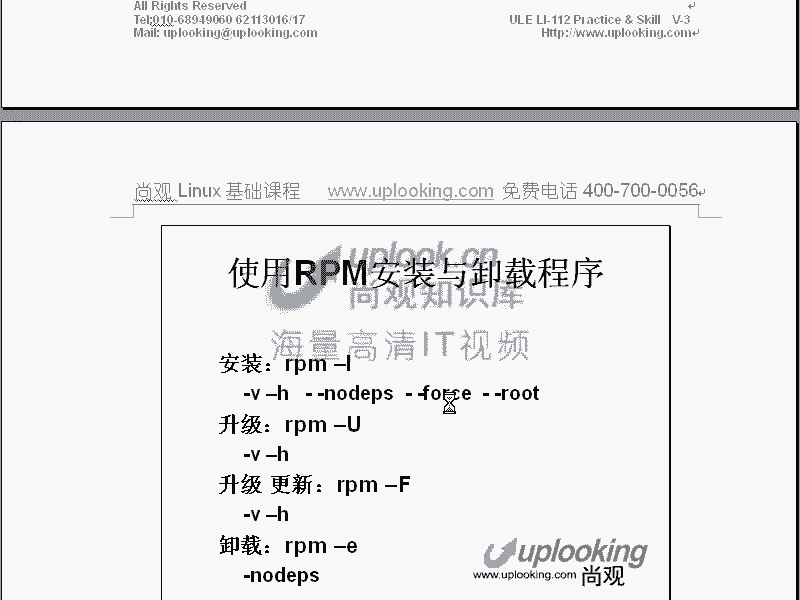 All Rights Reserved
Tel:010-68949060 62113016/17
ULE LI-112 Practice & Skill V-3
Mail: uplooking@uplooking.com
Http://www.uplooking.com
尚观 Linux 基础课程 www.uplooking.com 免费电话 400-700-0056
uplook.cn
使用RPM安装与卸载程序
尚观知识库
海量高清IT视频
安装：rpm –I
-v –h - -nodeps - -force - -root
升级：rpm –U
-v –h
升级 更新：rpm –F
-v –h
卸载：rpm –e
-nodeps
uplooking
www.uplooking.com 尚观